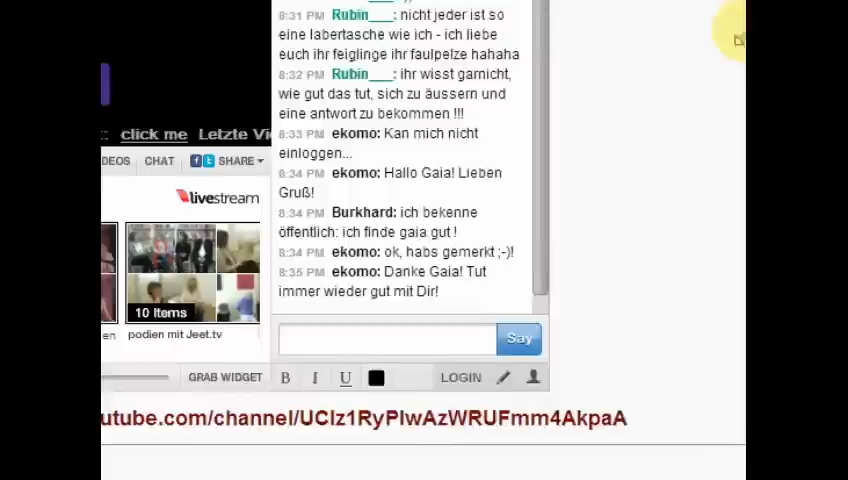 8:31 PM Rubin___: nicht jeder ist so
eine labertasche wie ich - ich liebe
euch ihr feiglinge ihr faulpelze hahaha
8:32 PM Rubin___: ihr wisst garnicht,
wie gut das tut, sich zu äussern und
eine antwort zu bekommen !!!
8:33 PM ekomo: Kan mich nicht
einloggen...
8:34 PM ekomo: Hallo Gaia! Lieben
Gruß!
8:34 PM Burkhard: ich bekenne
öffentlich: ich finde gaia gut !
8:34 PM ekomo: ok, habs gemerkt ;-)!
8:35 PM ekomo: Danke Gaia! Tut
immer wieder gut mit Dir!
Say
B I U LOGIN
:: click me Letzte Vi
DEOS CHAT SHARE
livestream
10 Items
en podien mit Jeet.tv
GRAB WIDGET
utube.com/channel/UClz1RyPlwAzWRUFmm4AkpaA